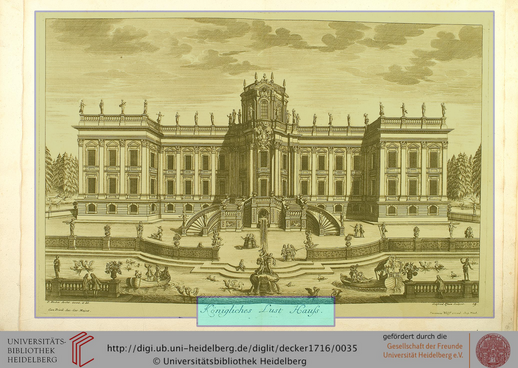 Königliches Lust Hauß.
UNIVERSITÄTS-
BIBLIOTHEK
HEIDELBERG
http://digi.ub.uni-heidelberg.de/diglit/decker1716/0035
© Universitätsbibliothek Heidelberg
gefördert durch die
Gesellschaft der Freunde
Universität Heidelberg e.V.